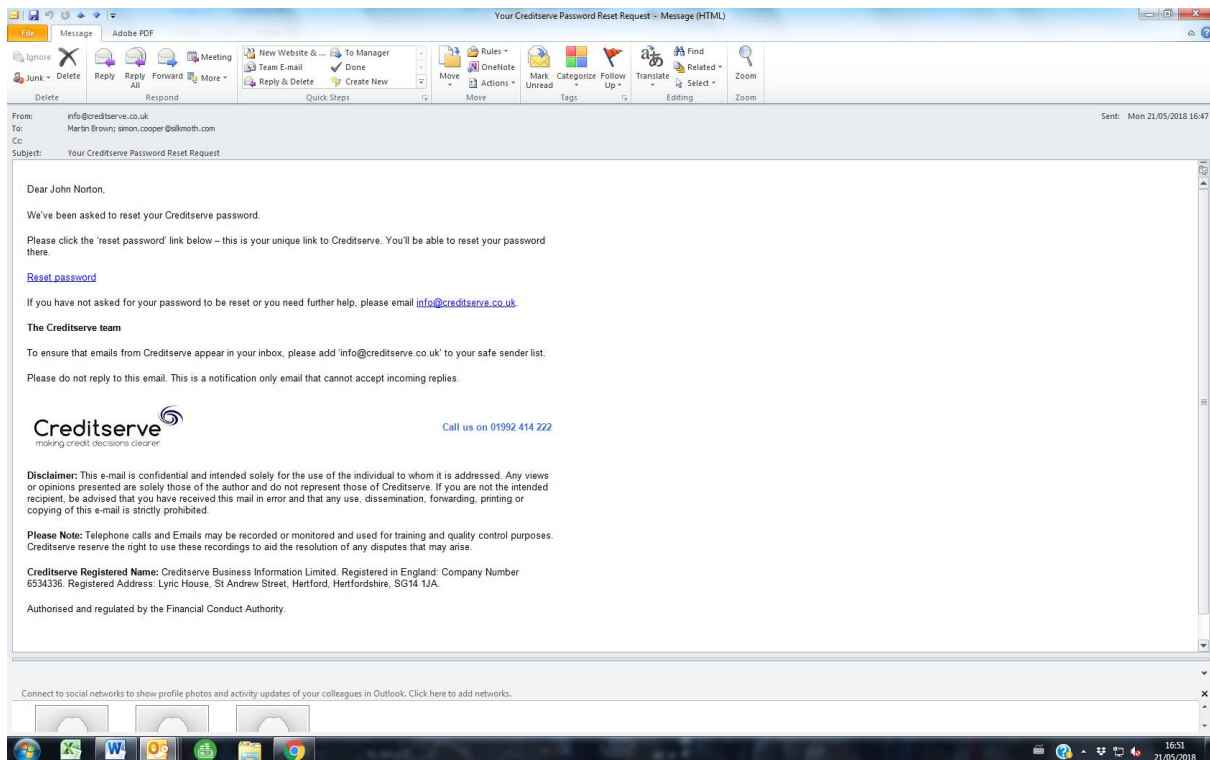 Your Creditserve Password Reset Request - Message (HTML)
File Message Adobe PDF
Ignore
Junk
Delete
Reply
Reply All
Forward
Meeting
More
New Website & ...
Team E-mail
Reply & Delete
To Manager
Done
Create New
Move
Rules
OneNote
Actions
Mark Unread
Categorize
Follow Up
Translate
Find
Related
Select
Zoom
Delete Respond Quick Steps Move Tags Editing Zoom
From: info@creditserve.co.uk Sent: Mon 21/05/2018 16:47
To: Martin Brown; simon.cooper@silkmoth.com
Cc:
Subject: Your Creditserve Password Reset Request
Dear John Norton,
We've been asked to reset your Creditserve password.
Please click the 'reset password' link below – this is your unique link to Creditserve. You'll be able to reset your password
there.
Reset password
If you have not asked for your password to be reset or you need further help, please email info@creditserve.co.uk.
The Creditserve team
To ensure that emails from Creditserve appear in your inbox, please add 'info@creditserve.co.uk' to your safe sender list.
Please do not reply to this email. This is a notification only email that cannot accept incoming replies.
Creditserve
making credit decisions clearer
Call us on 01992 414 222
Disclaimer: This e-mail is confidential and intended solely for the use of the individual to whom it is addressed. Any views
or opinions presented are solely those of the author and do not represent those of Creditserve. If you are not the intended
recipient, be advised that you have received this mail in error and that any use, dissemination, forwarding, printing or
copying of this e-mail is strictly prohibited.
Please Note: Telephone calls and Emails may be recorded or monitored and used for training and quality control purposes.
Creditserve reserve the right to use these recordings to aid the resolution of any disputes that may arise.
Creditserve Registered Name: Creditserve Business Information Limited. Registered in England: Company Number
6534336. Registered Address: Lyric House, St Andrew Street, Hertford, Hertfordshire, SG14 1JA.
Authorised and regulated by the Financial Conduct Authority.
Connect to social networks to show profile photos and activity updates of your colleagues in Outlook. Click here to add networks.
16:51
21/05/2018